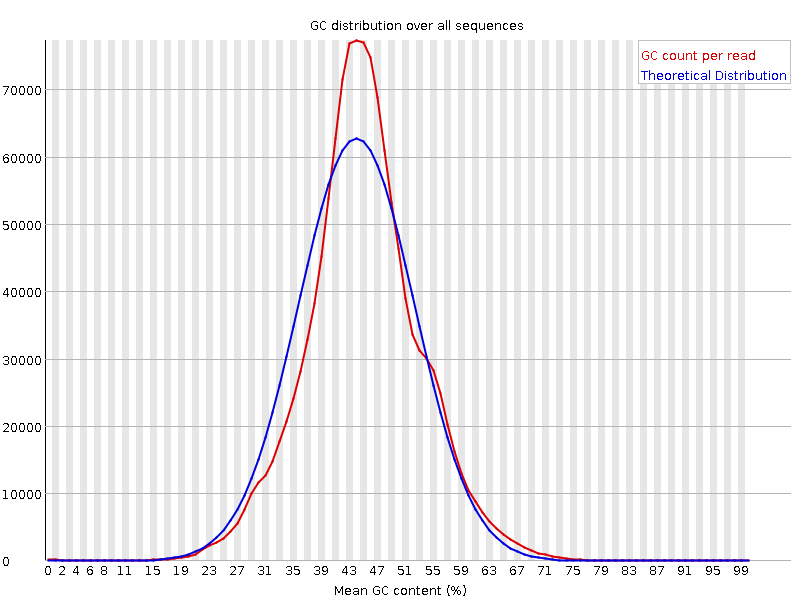 GC distribution over all sequences
GC count per read
Theoretical Distribution
70000
60000
50000
40000
30000
20000
10000
0
0 2 4 6 8 11 15 19 23 27 31 35 39 43 47 51 55 59 63 67 71 75 79 83 87 91 95 99
Mean GC content (%)